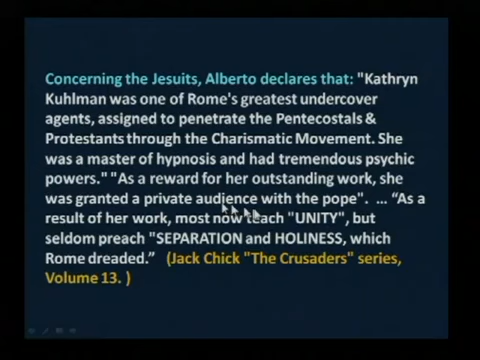 Concerning the Jesuits, Alberto declares that: "Kathryn
Kuhlman was one of Rome's greatest undercover
agents, assigned to penetrate the Pentecostals &
Protestants through the Charismatic Movement. She
was a master of hypnosis and had tremendous psychic
powers." "As a reward for her outstanding work, she
was granted a private audience with the pope". … "As a
result of her work, most now teach "UNITY", but
seldom preach "SEPARATION and HOLINESS, which
Rome dreaded." (Jack Chick "The Crusaders" series,
Volume 13. )